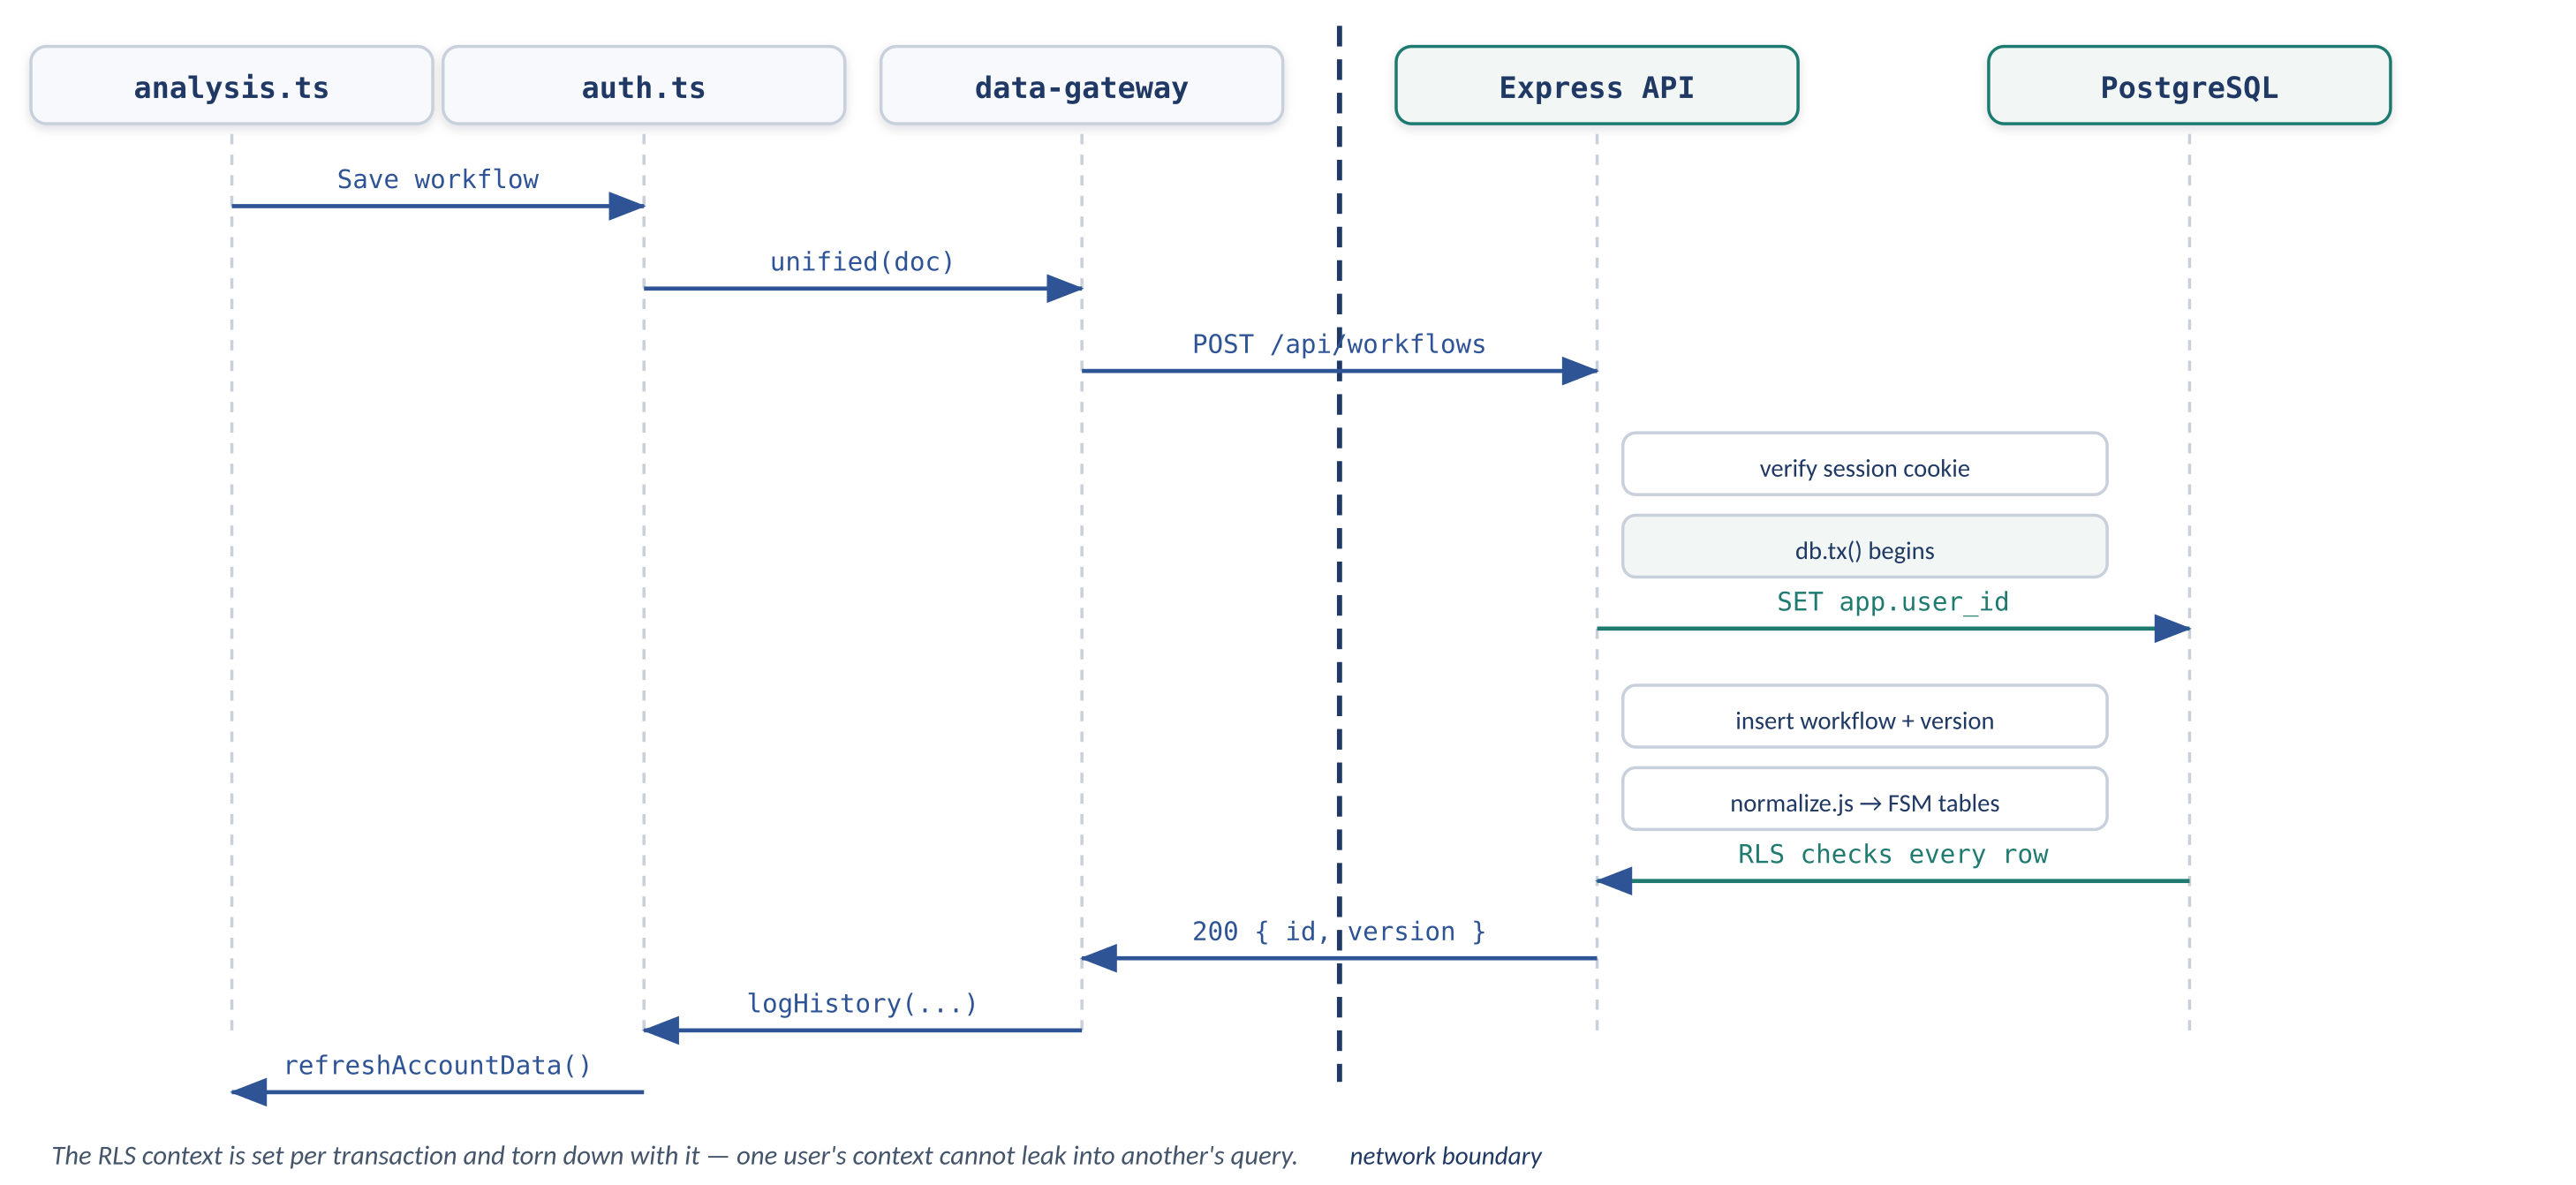 analysis.ts
auth.ts
data-gateway
Express API
PostgreSQL
Save workflow
unified(doc)
POST /api/workflows
verify session cookie
db.tx() begins
SET app.user_id
insert workflow + version
normalize.js → FSM tables
RLS checks every row
200 { id, version }
logHistory(...)
refreshAccountData()
The RLS context is set per transaction and torn down with it — one user's context cannot leak into another's query.
network boundary